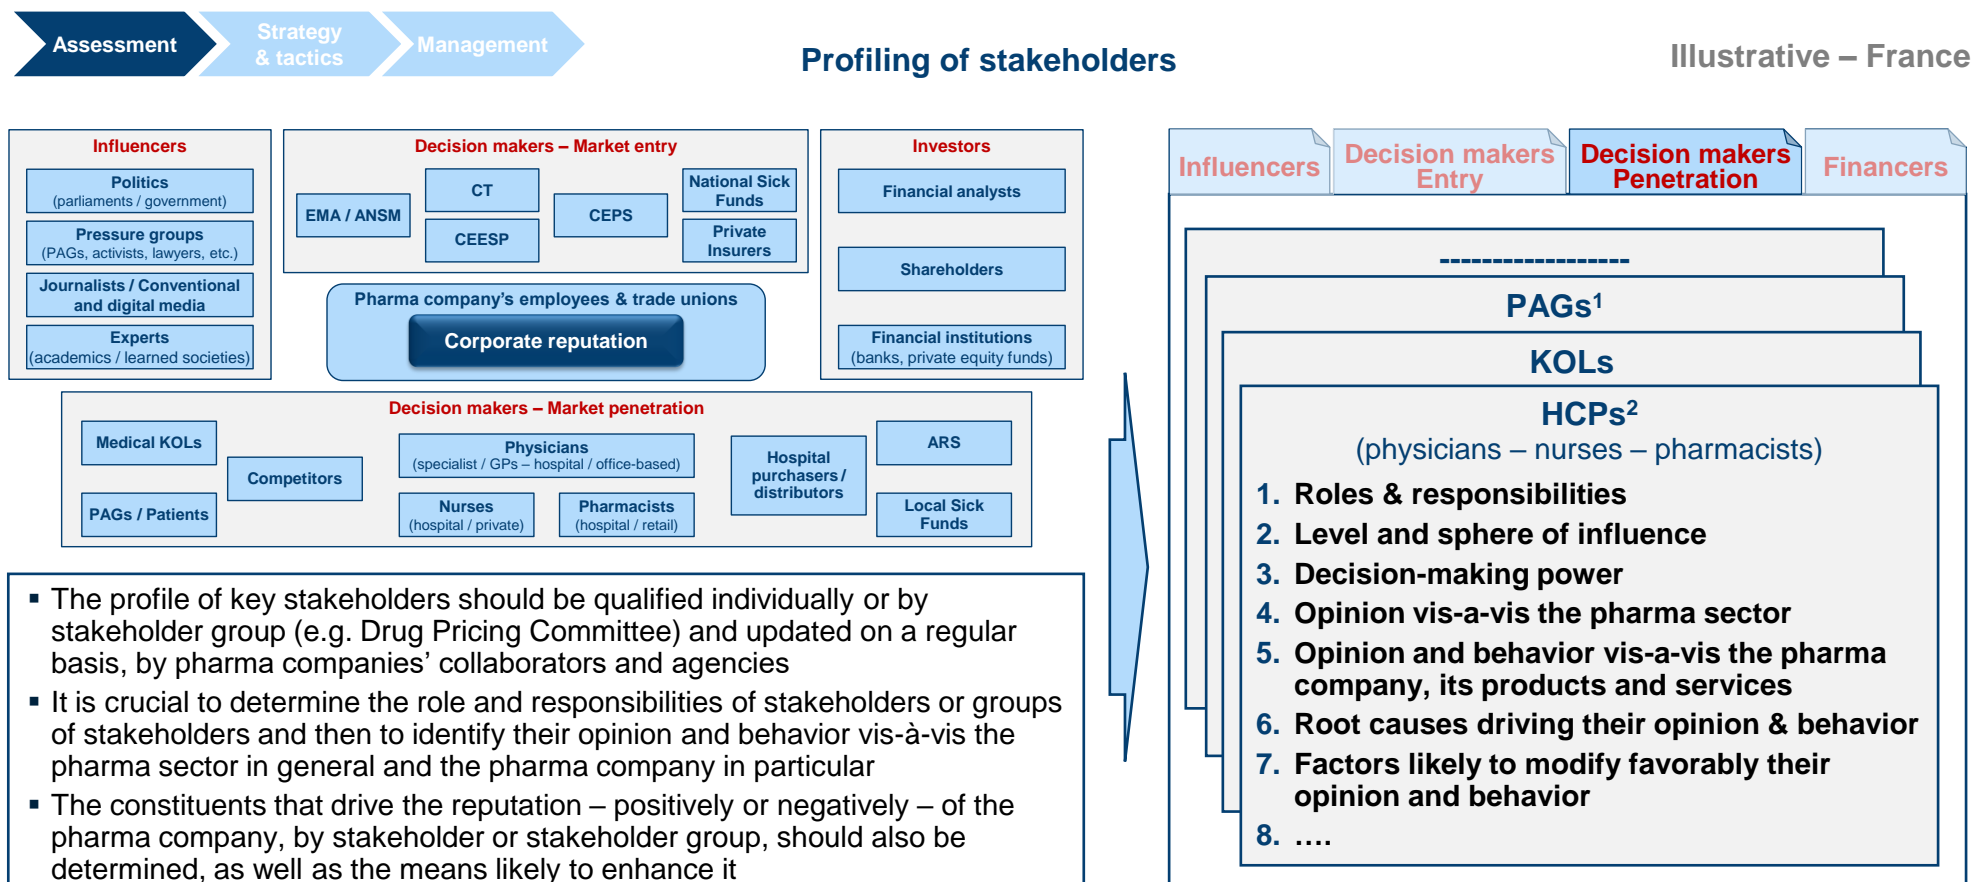 Assessment
Strategy
& tactics
Management
Profiling of stakeholders
Illustrative – France
Influencers
Politics
(parliaments / government)
Pressure groups
(PAGs, activists, lawyers, etc.)
Journalists / Conventional
and digital media
Experts
(academics / learned societies)
Decision makers – Market entry
EMA / ANSM
CT
CEESP
CEPS
National Sick
Funds
Private
Insurers
Investors
Financial analysts
Shareholders
Financial institutions
(banks, private equity funds)
Pharma company’s employees & trade unions
Corporate reputation
Decision makers – Market penetration
Medical KOLs
PAGs / Patients
Competitors
Physicians
(specialist / GPs – hospital / office-based)
Nurses
(hospital / private)
Pharmacists
(hospital / retail)
Hospital
purchasers /
distributors
ARS
Local Sick
Funds
▪ The profile of key stakeholders should be qualified individually or by
stakeholder group (e.g. Drug Pricing Committee) and updated on a regular
basis, by pharma companies’ collaborators and agencies
▪ It is crucial to determine the role and responsibilities of stakeholders or groups
of stakeholders and then to identify their opinion and behavior vis-à-vis the
pharma sector in general and the pharma company in particular
▪ The constituents that drive the reputation – positively or negatively – of the
pharma company, by stakeholder or stakeholder group, should also be
determined, as well as the means likely to enhance it
Influencers
Decision makers
Entry
Decision makers
Penetration
Financers
------------------
PAGs¹
KOLs
HCPs²
(physicians – nurses – pharmacists)
1. Roles & responsibilities
2. Level and sphere of influence
3. Decision-making power
4. Opinion vis-a-vis the pharma sector
5. Opinion and behavior vis-a-vis the pharma
company, its products and services
6. Root causes driving their opinion & behavior
7. Factors likely to modify favorably their
opinion and behavior
8. ….